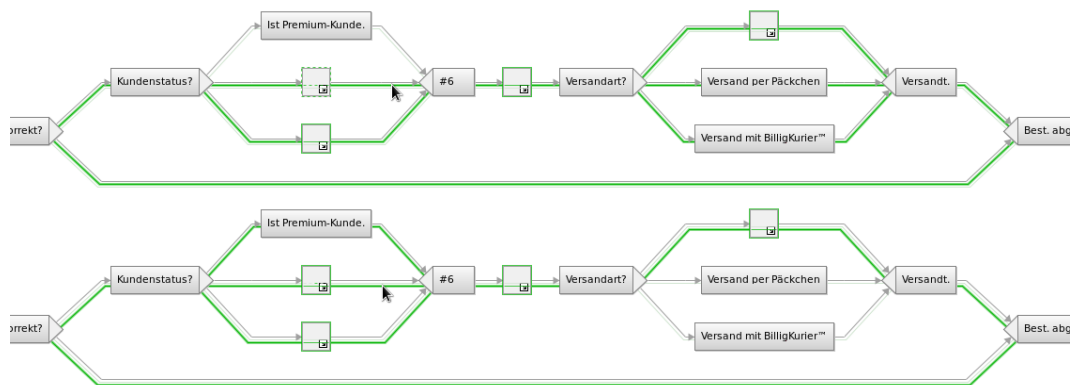 Ist Premium-Kunde.
Kundenstatus?
#6
Versandart?
Versand per Päckchen
Versandt.
orrekt?
Versand mit BilligKurier™
Best. abg
Ist Premium-Kunde.
Kundenstatus?
#6
Versandart?
Versand per Päckchen
Versandt.
orrekt?
Versand mit BilligKurier™
Best. abg